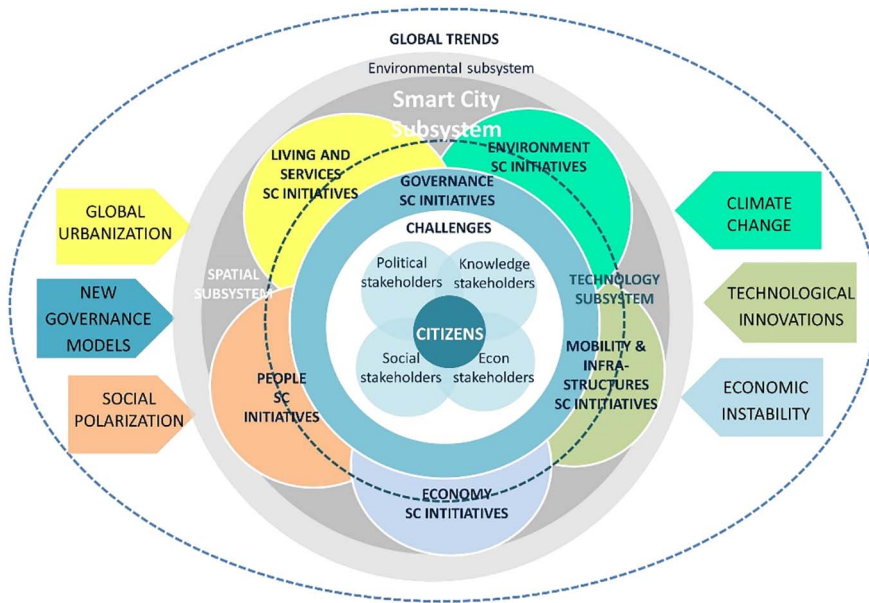 GLOBAL TRENDS
Environmental subsystem
Smart City
Subsystem
LIVING AND
SERVICES
SC INITIATIVES
ENVIRONMENT
SC INITIATIVES
GOVERNANCE
SC INITIATIVES
GLOBAL
URBANIZATION
CLIMATE
CHANGE
CHALLENGES
Political
stakeholders
Knowledge
stakeholders
SPATIAL
SUBSYSTEM
TECHNOLOGY
SUBSYSTEM
NEW
GOVERNANCE
MODELS
TECHNOLOGICAL
INNOVATIONS
CITIZENS
Social
stakeholders
Econ
stakeholders
MOBILITY &
INFRA-
STRUCTURES
SC INTITIATIVES
PEOPLE
SC
INITIATIVES
SOCIAL
POLARIZATION
ECONOMIC
INSTABILITY
ECONOMY
SC INTITIATIVES